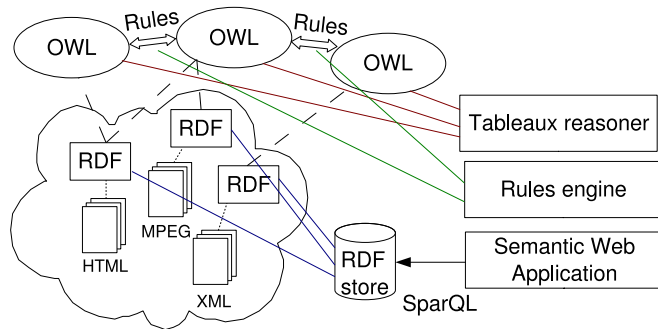 Rules
Rules
OWL
OWL
OWL
RDF
Tableaux reasoner
RDF
RDF
Rules engine
MPEG
HTML
XML
RDF
store
Semantic Web
Application
SparQL